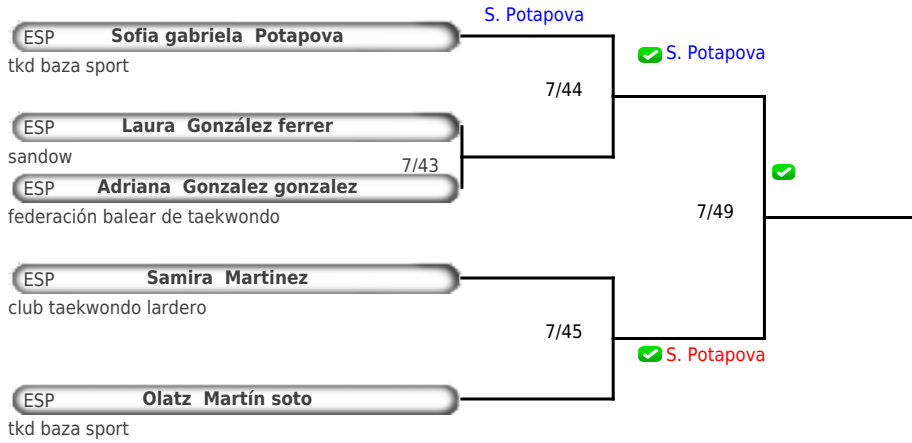 S. Potapova
ESP Sofia gabriela Potapova
tkd baza sport
S. Potapova
7/44
ESP Laura González ferrer
sandow
7/43
ESP Adriana Gonzalez gonzalez
federación balear de taekwondo
7/49
ESP Samira Martinez
club taekwondo lardero
7/45
S. Potapova
ESP Olatz Martín soto
tkd baza sport